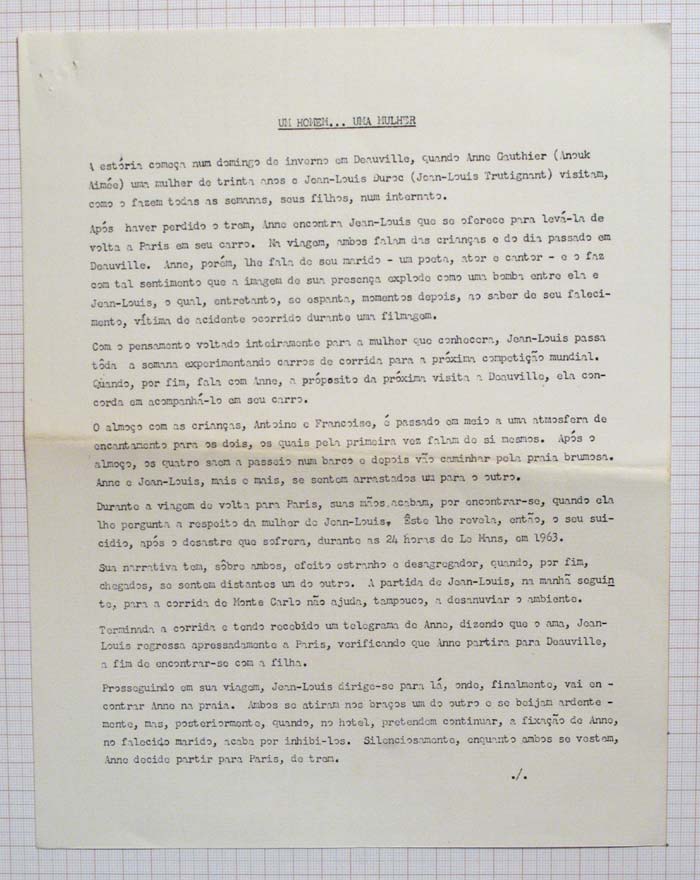 UM HOMEM... UMA MULHER
A estória começa num domingo de inverno em Deauville, quando Anne Gauthier (Anouk
Aimée) uma mulher de trinta anos e Jean-Louis Duroc (Jean-Louis Trutignant) visitam,
como o fazem todas as semanas, seus filhos, num internato.
Após haver perdido o trem, Anne encontra Jean-Louis que se oferece para levá-la de
volta a Paris em seu carro. Na viagem, ambos falam das crianças e do dia passado em
Deauville. Anne, porém, lhe fala de seu marido - um poeta, ator e cantor - e o faz
com tal sentimento que a imagem de sua presença explode como uma bomba entre ela e
Jean-Louis, o qual, entretanto, se espanta, momentos depois, ao saber de seu faleci-
mento, vítima de acidente ocorrido durante uma filmagem.
Com o pensamento voltado inteiramente para a mulher que conhecera, Jean-Louis passa
tôda a semana experimentando carros de corrida para a próxima competição mundial.
Quando, por fim, fala com Anne, a próposito da próxima visita a Deauville, ela con-
corda em acompanhá-lo em seu carro.
O almoço com as crianças, Antoine e Francoise, é passado em meio a uma atmosfera de
encantamento para os dois, os quais pela primeira vez falam de si mesmos. Após o
almoço, os quatro saem a passeio num barco e depois vão caminhar pela praia brumosa.
Anne e Jean-Louis, mais e mais, se sentem arrastados um para o outro.
Durante a viagem de volta para Paris, suas mãos acabam, por encontrar-se, quando ela
lhe pergunta a respeito da mulher de Jean-Louis. Êste lhe revela, então, o seu sui-
cidio, após o desastre que sofrera, durante as 24 horas de Le Mans, em 1963.
Sua narrativa tem, sôbre ambos, efeito estranho e desagregador, quando, por fim,
chegados, se sentem distantes um do outro. A partida de Jean-Louis, na manhã seguin
te, para a corrida de Monte Carlo não ajuda, tampouco, a desanuviar o ambiente.
Terminada a corrida e tendo recebido um telegrama de Anne, dizendo que o ama, Jean-
Louis regressa apressadamente a Paris, verificando que Anne partira para Deauville,
a fim de encontrar-se com a filha.
Prosseguindo em sua viagem, Jean-Louis dirige-se para lá, onde, finalmente, vai en -
contrar Anne na praia. Ambos se atiram nos braços um do outro e se beijam ardente -
mente, mas, posteriormente, quando, no hotel, pretendem continuar, a fixação de Anne,
no falecido marido, acaba por inhibi-los. Silenciosamente, enquanto ambos se vestem,
Anne decide partir para Paris, de trem.
./.